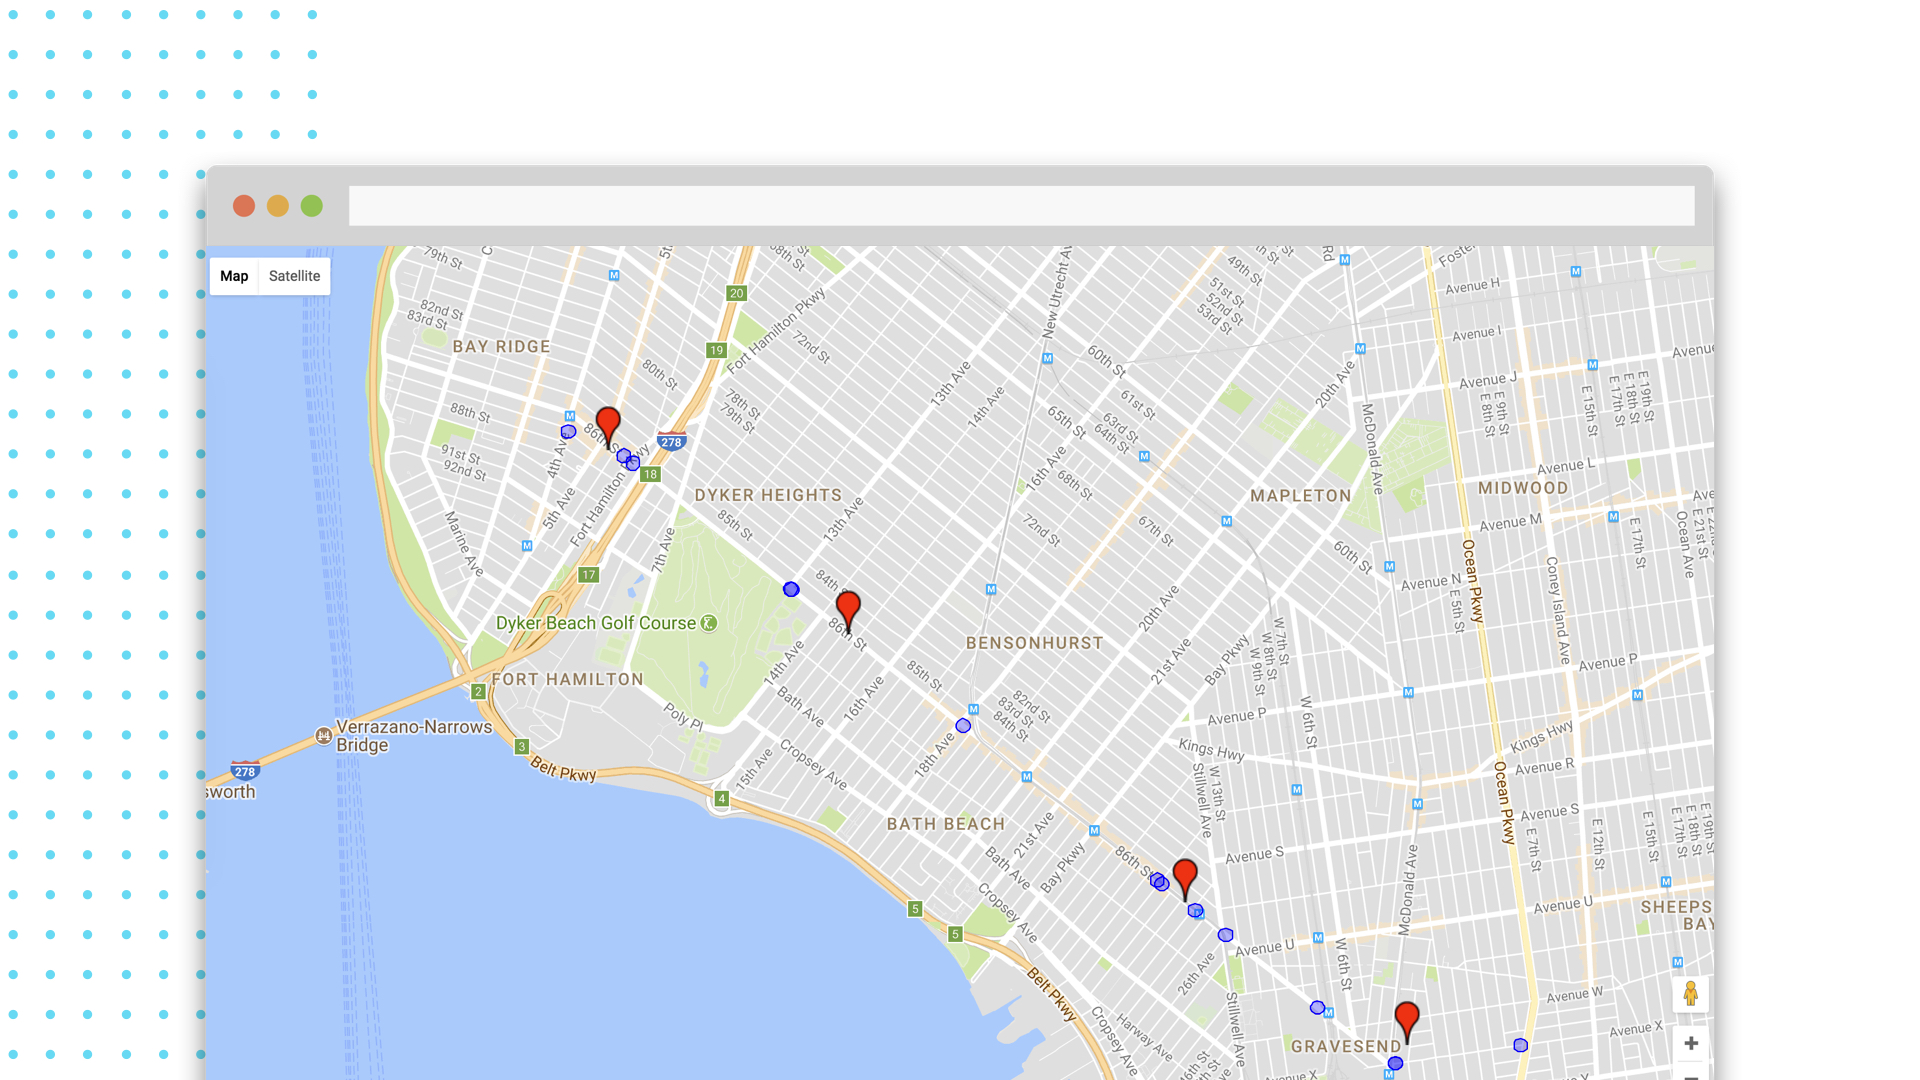 Map
Satellite
79th St
68th St
5th
49th St
Rd
Foster
Avenue H
20
New Utrecht Av
51st St
52nd St
53rd St
82nd St
83rd St
Fort Hamilton Pkwy
Avenue I
BAY RIDGE
19
72nd St
60th St
Avenue
80th St
13th Ave
14th Ave
20th Ave
Avenue J
E 8th St
E 9th St
E 15th St
E 17th St
E 18th St
E 19th St
78th St
79th St
61st St
88th St
65th St
63rd St
64th St
McDonald Ave
86th St
278
4th Ave
91st St
92nd St
16th Ave
Avenue L
18
68th St
DYKER HEIGHTS
MAPLETON
MIDWOOD
Ave
5th Ave
Fort Hamilton Pkwy
85th St
13th Ave
72nd St
67th St
Avenue M
E 17th St
Ocean Ave
E 21st St
Marine Ave
7th Ave
60th St
Ocean Pkwy
Coney Island Ave
17
84th St
Avenue N
E 5th St
20th Ave
Dyker Beach Golf Course
86th St
BENSONHURST
W 7th St
W 8th St
W 9th St
21st Ave
Bay Pkwy
Avenue P
FORT HAMILTON
2
14th Ave
85th St
16th Ave
Bath Ave
82nd St
83rd St
84th St
Poly Pl
Avenue P
W 6th St
Verrazano-Narrows
Bridge
3
Kings Hwy
Kings Hwy
18th Ave
Belt Pkwy
15th Ave
Cropsey Ave
Avenue R
278
sworth
Stillwell Ave
W 13th St
Ocean Pkwy
4
Avenue S
BATH BEACH
21st Ave
E 7th St
E 12th St
E 15th St
E 17th St
E 18th St
E 19th St
Bath Ave
Bay Pkwy
86th St
Avenue S
McDonald Ave
Cropsey Ave
5
Avenue U
SHEEPS
BAY
5
Avenue U
W 6th St
26th Ave
Belt Pkwy
Stillwell Ave
Avenue W
Cropsey Ave
Harway Ave
Avenue X
GRAVESEND
16th St
Avenue X